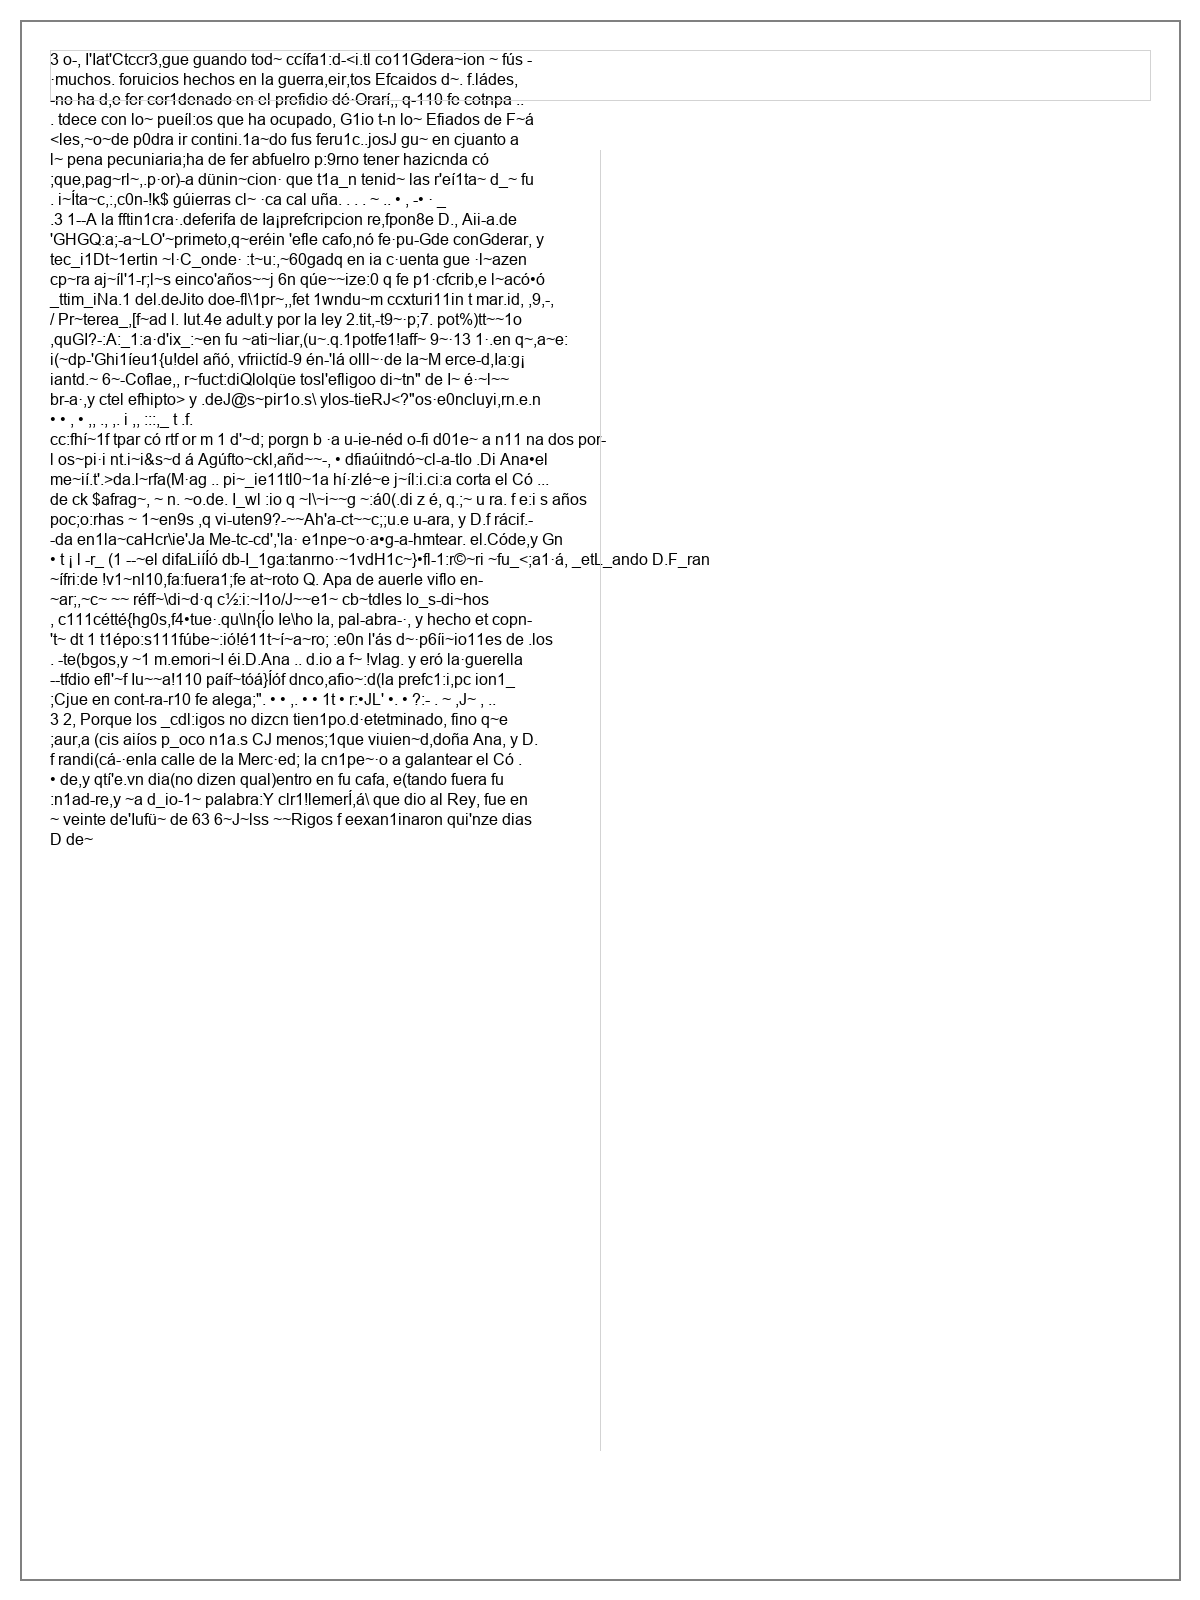 3 o-, I'Iat'Ctccr3,gue guando tod~ ccífa1:d-<i.tl co11Gdera~ion ~ fús -
·muchos. foruicios hechos en la guerra,eir,tos Efcaidos d~. f.ládes,
-no ha d,e fer cor1denado en el prefidio dé·Orarí,, q-110 fe cotnpa ..
. tdece con lo~ pueíl:os que ha ocupado, G1io t-n lo~ Efiados de F~á
<les,~o~de p0dra ir contini.1a~do fus feru1c..josJ gu~ en cjuanto a
l~ pena pecuniaria;ha de fer abfuelro p:9rno tener hazicnda có
;que,pag~rl~,.p·or)-a dünin~cion· que t1a_n tenid~ las r'eí1ta~ d_~ fu
. i~Íta~c,:,c0n-!k$ gúierras cl~ ·ca cal uña. . . . ~ .. • , -• · _
.3 1--A la fftin1cra·.deferifa de Ia¡prefcripcion re,fpon8e D., Aii-a.de
'GHGQ:a;-a~LO'~primeto,q~eréin 'efle cafo,nó fe·pu-Gde conGderar, y
tec_i1Dt~1ertin ~l·C_onde· :t~u:,~60gadq en ia c·uenta gue ·l~azen
cp~ra aj~íl'1-r;l~s einco'años~~j 6n qúe~~ize:0 q fe p1·cfcrib,e l~acó•ó
_ttim_iNa.1 del.deJito doe-fl\1pr~,,fet 1wndu~m ccxturi11in t mar.id, ,9,-,
/ Pr~terea_,[f~ad l. Iut.4e adult.y por la ley 2.tit,-t9~·p;7. pot%)tt~~1o
,quGI?-:A:_1:a·d'ix_:~en fu ~ati~liar,(u~.q.1potfe1!aff~ 9~·13 1·.en q~,a~e:
i(~dp-'Ghi1íeu1{u!del añó, vfriictíd-9 én-'lá olll~·de la~M erce-d,Ia:g¡
iantd.~ 6~-Coflae,, r~fuct:diQlolqüe tosl'efligoo di~tn" de I~ é·~l~~
br-a·,y ctel efhipto> y .deJ@s~pir1o.s\ ylos-tieRJ<?"os·e0ncluyi,rn.e.n
• • , • ,, ., ,. i ,, :::,_ t .f.
cc:fhí~1f tpar có rtf or m 1 d'~d; porgn b ·a u-ie-néd o-fi d01e~ a n11 na dos por-
l os~pi·i nt.i~i&s~d á Agúfto~ckl,añd~~-, • dfiaúitndó~cl-a-tlo .Di Ana•el
me~ií.t'.>da.l~rfa(M·ag .. pi~_ie11tl0~1a hí·zlé~e j~íl:i.ci:a corta el Có ...
de ck $afrag~, ~ n. ~o.de. I_wl :io q ~l\~i~~g ~:á0(.di z é, q.;~ u ra. f e:i s años
poc;o:rhas ~ 1~en9s ,q vi-uten9?-~~Ah'a-ct~~c;;u.e u-ara, y D.f rácif.-
-da en1la~caHcr\ie'Ja Me-tc-cd','la· e1npe~o·a•g-a-hmtear. el.Códe,y Gn
• t ¡ l -r_ (1 --~el difaLiiÍó db-I_1ga:tanrno·~1vdH1c~}•fl-1:r©~ri ~fu_<;a1·á, _etL_ando D.F_ran
~ífri:de !v1~nl10,fa:fuera1;fe at~roto Q. Apa de auerle viflo en-
~ar;,~c~ ~~ réff~\di~d·q c½:i:~I1o/J~~e1~ cb~tdles lo_s-di~hos
, c111cétté{hg0s,f4•tue·.qu\ln{Ío Ie\ho la, pal-abra-·, y hecho et copn-
't~ dt 1 t1épo:s111fúbe~:ió!é11t~í~a~ro; :e0n l'ás d~·p6íi~io11es de .los
. -te(bgos,y ~1 m.emori~I éi.D.Ana .. d.io a f~ !vlag. y eró la·guerella
--tfdio efl'~f Iu~~a!110 paíf~tóá}Íóf dnco,afio~:d(la prefc1:i,pc ion1_
;Cjue en cont-ra-r10 fe alega;". • • ,. • • 1t • r:•JL' •. • ?:- . ~ ,J~ , ..
3 2, Porque los _cdl:igos no dizcn tien1po.d·etetminado, fino q~e
;aur,a (cis aiíos p_oco n1a.s CJ menos;1que viuien~d,doña Ana, y D.
f randi(cá-·enla calle de la Merc·ed; la cn1pe~·o a galantear el Có .
• de,y qtí'e.vn dia(no dizen qual)entro en fu cafa, e(tando fuera fu
:n1ad-re,y ~a d_io-1~ palabra:Y clr1!lemerÍ,á\ que dio al Rey, fue en
~ veinte de'Iufü~ de 63 6~J~lss ~~Rigos f eexan1inaron qui'nze dias
D de~